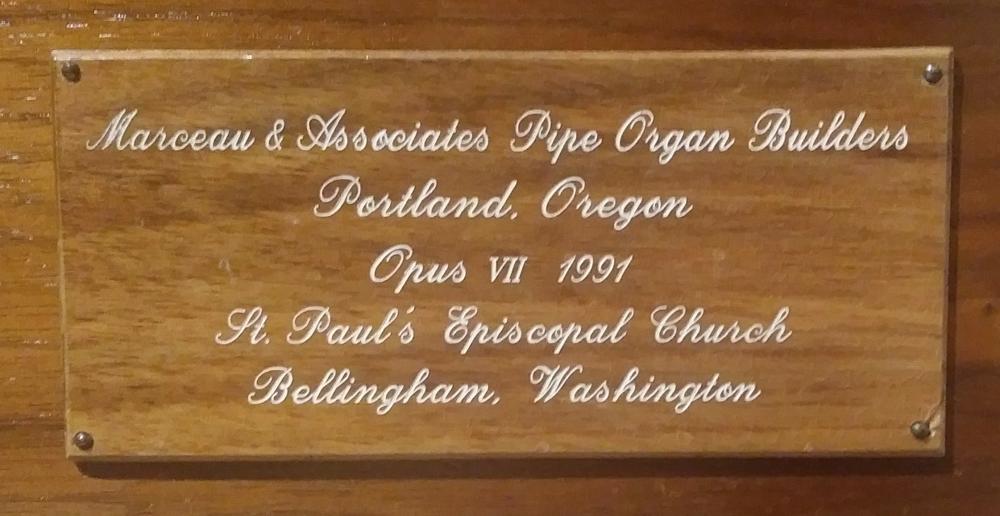 Marceau & Associates Pipe Organ Builders
Portland, Oregon
Opus VII 1991
St. Paul's Episcopal Church
Bellingham, Washington